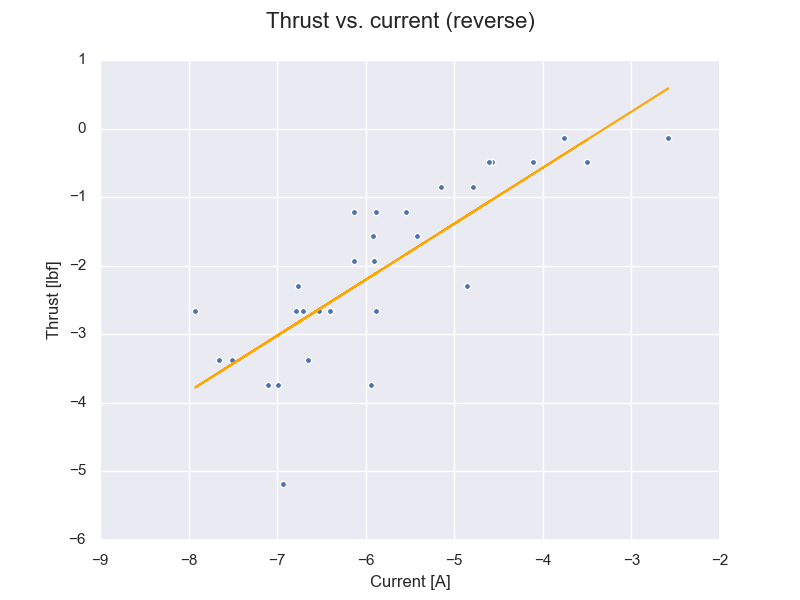 Thrust vs. current (reverse)
1
0
−1
−2
−3
−4
−5
−6
Thrust [lbf]
−9 −8 −7 −6 −5 −4 −3 −2
Current [A]